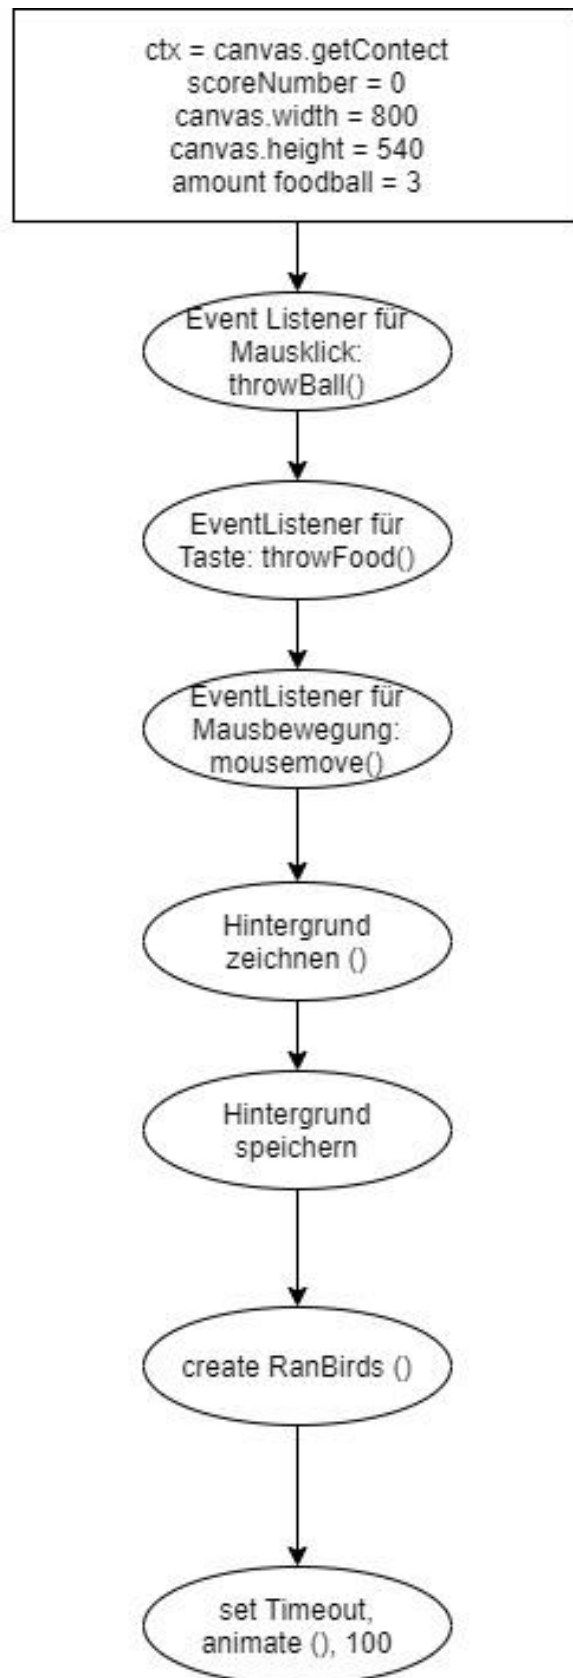 ctx = canvas.getContect
scoreNumber = 0
canvas.width = 800
canvas.height = 540
amount foodball = 3
Event Listener für
Mausklick:
throwBall()
EventListener für
Taste: throwFood()
EventListener für
Mausbewegung:
mousemove()
Hintergrund
zeichnen ()
Hintergrund
speichern
create RanBirds ()
set Timeout,
animate (), 100